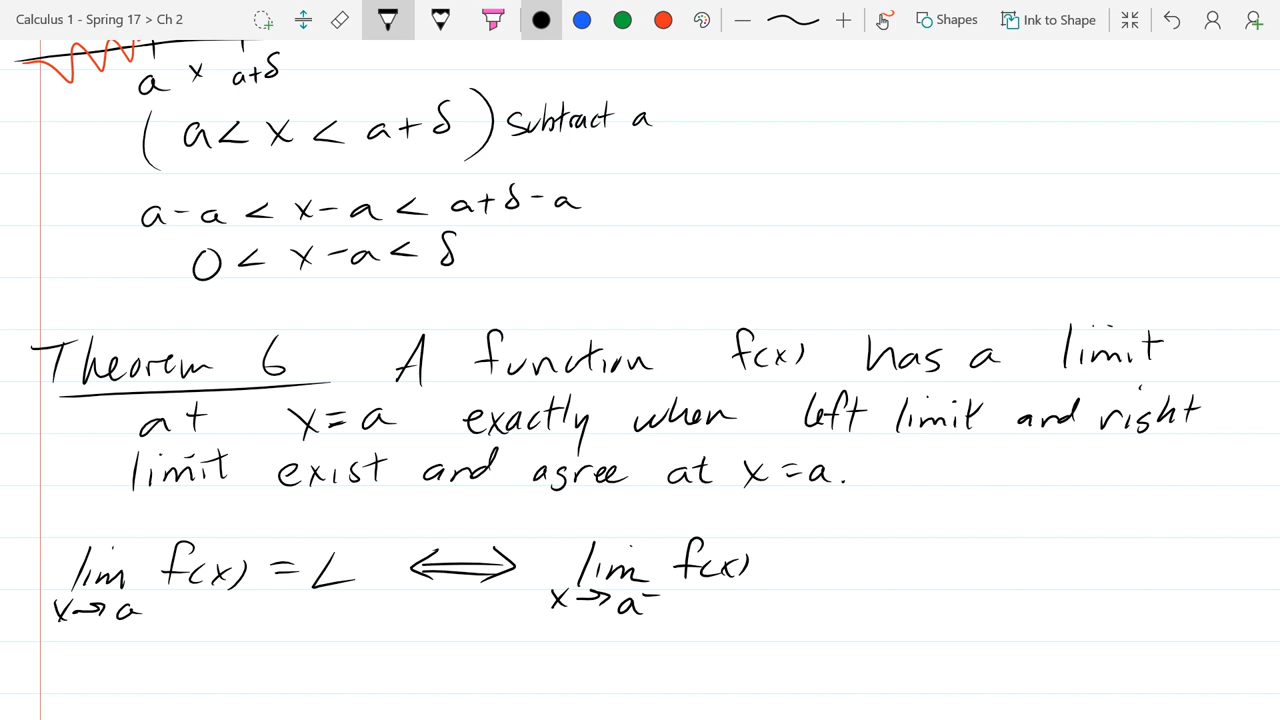 Calculus 1 - Spring 17 > Ch 2
Shapes
Ink to Shape
a x a+δ
( a < x < a+δ ) subtract a
a-a < x-a < a+δ-a
0 < x-a < δ
Theorem 6 A function f(x) has a limit
at x=a exactly when left limit and right
limit exist and agree at x=a.
lim f(x) = L ⟺ lim f(x)
x→a x→a⁻